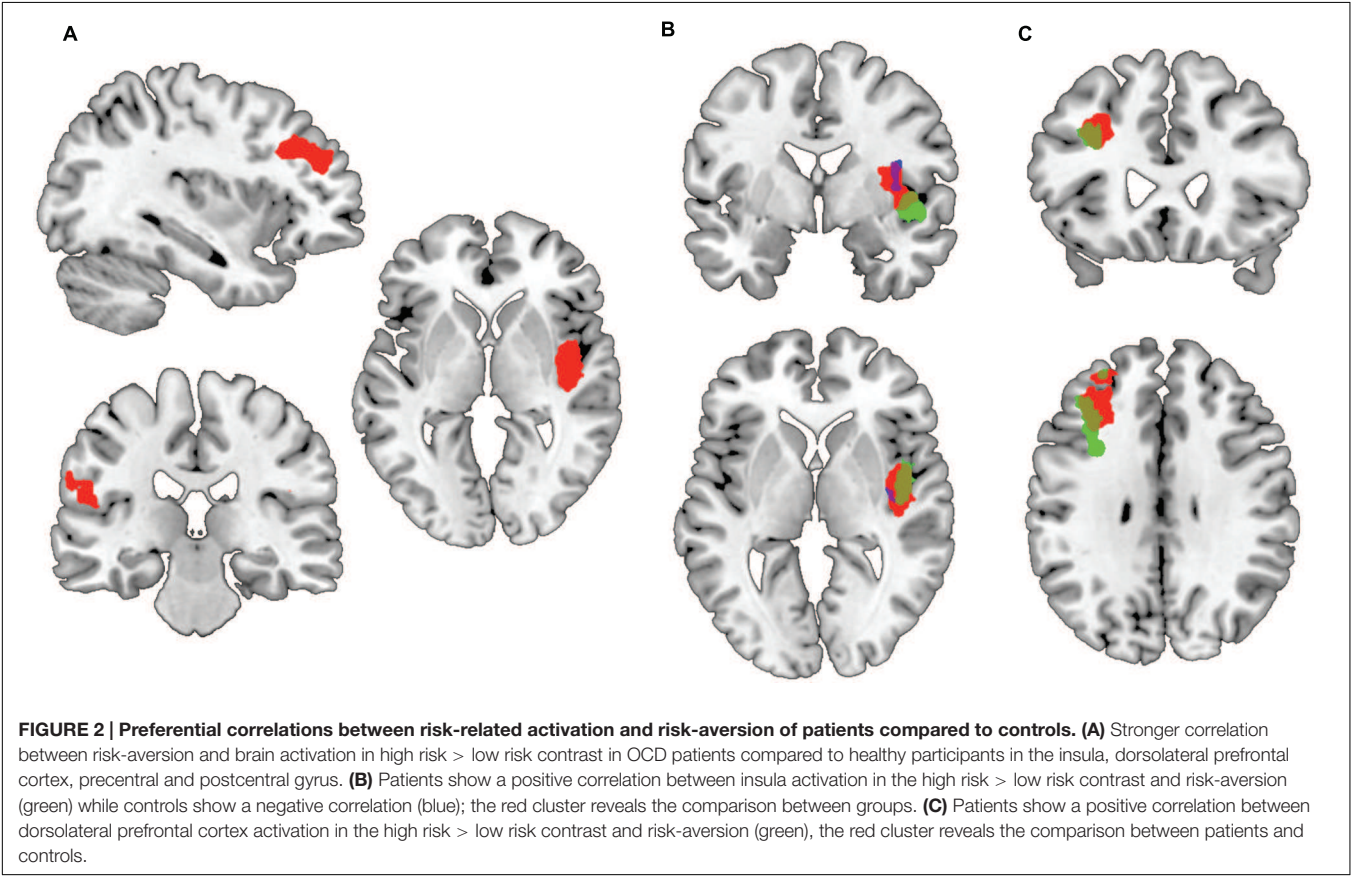 A
B
C
FIGURE 2 | Preferential correlations between risk-related activation and risk-aversion of patients compared to controls. (A) Stronger correlation
between risk-aversion and brain activation in high risk > low risk contrast in OCD patients compared to healthy participants in the insula, dorsolateral prefrontal
cortex, precentral and postcentral gyrus. (B) Patients show a positive correlation between insula activation in the high risk > low risk contrast and risk-aversion
(green) while controls show a negative correlation (blue); the red cluster reveals the comparison between groups. (C) Patients show a positive correlation between
dorsolateral prefrontal cortex activation in the high risk > low risk contrast and risk-aversion (green), the red cluster reveals the comparison between patients and
controls.